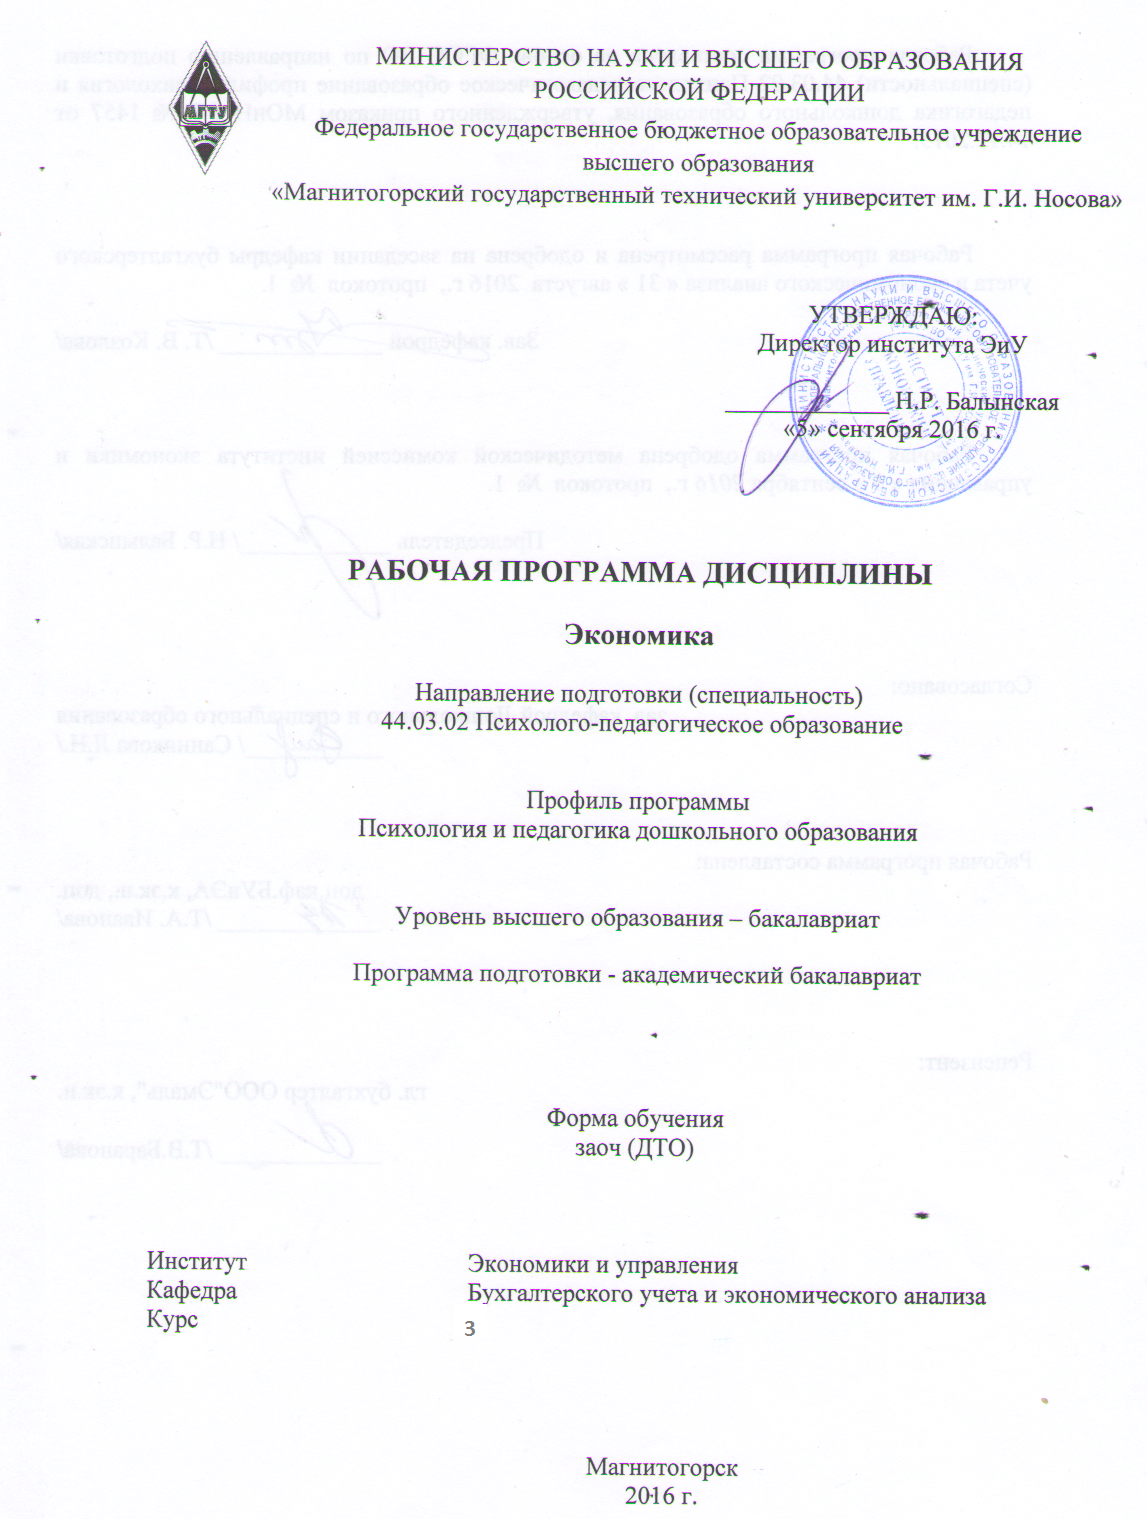 МИНИСТЕРСТВО НАУКИ И ВЫСШЕГО ОБРАЗОВАНИЯ
РОССИЙСКОЙ ФЕДЕРАЦИИ
Федеральное государственное бюджетное образовательное учреждение
высшего образования
«Магнитогорский государственный технический университет им. Г.И. Носова»
МГТУ
УТВЕРЖДАЮ:
Директор института ЭиУ
Н.Р. Балынская
«5» сентября 2016 г.
РАБОЧАЯ ПРОГРАММА ДИСЦИПЛИНЫ
Экономика
Направление подготовки (специальность)
44.03.02 Психолого-педагогическое образование
Профиль программы
Психология и педагогика дошкольного образования
Уровень высшего образования – бакалавриат
Программа подготовки - академический бакалавриат
Форма обучения
заоч (ДТО)
Институт Экономики и управления
Кафедра Бухгалтерского учета и экономического анализа
Курс 3
Магнитогорск
2016 г.